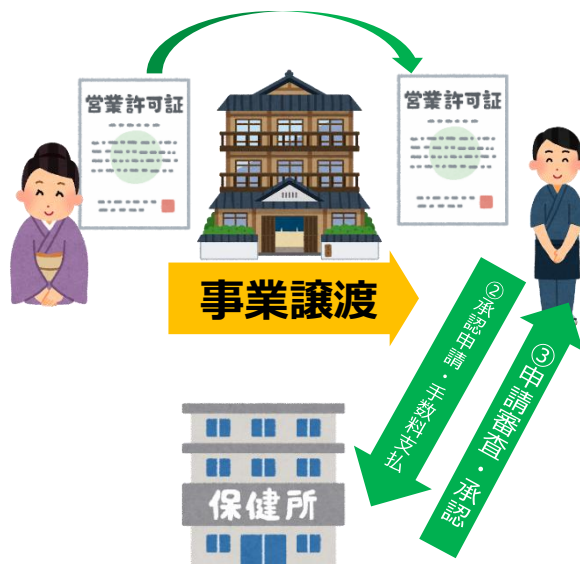 営業許可証
営業許可証
事業譲渡
②承認申請・手数料支払
③申請審査・承認
保健所